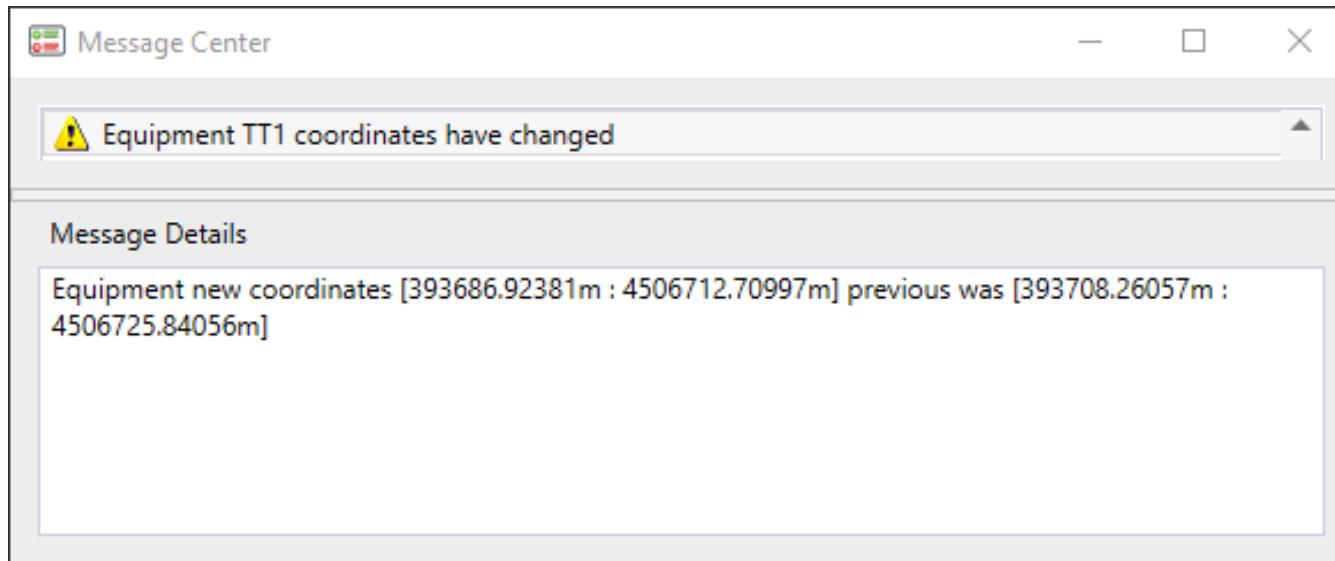 Message Center
Equipment TT1 coordinates have changed
Message Details
Equipment new coordinates [393686.92381m : 4506712.70997m] previous was [393708.26057m :
4506725.84056m]